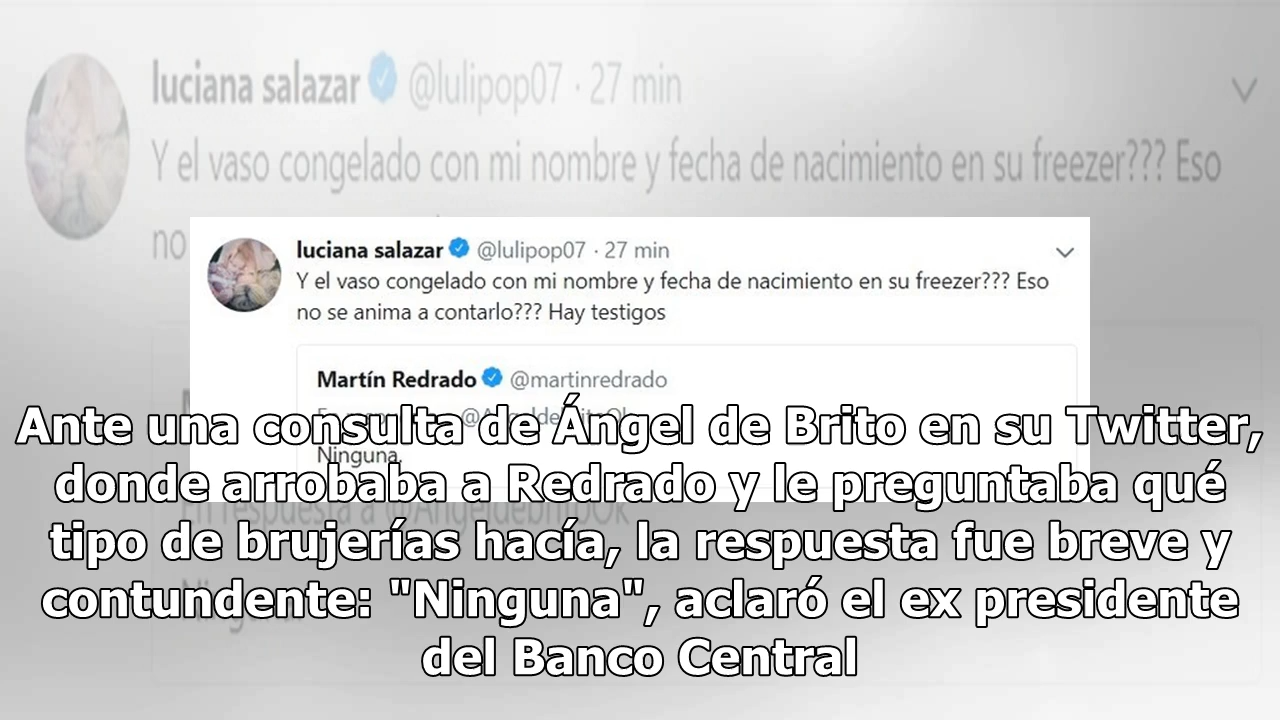 luciana salazar @lulipop07 · 27 min
Y el vaso congelado con mi nombre y fecha de nacimiento en su freezer??? Eso
no
luciana salazar @lulipop07 · 27 min
Y el vaso congelado con mi nombre y fecha de nacimiento en su freezer??? Eso
no se anima a contarlo??? Hay testigos
Martín Redrado @martinredrado
Ninguna.
Ante una consulta de Ángel de Brito en su Twitter,
donde arrobaba a Redrado y le preguntaba qué
tipo de brujerías hacía, la respuesta fue breve y
contundente: "Ninguna", aclaró el ex presidente
del Banco Central